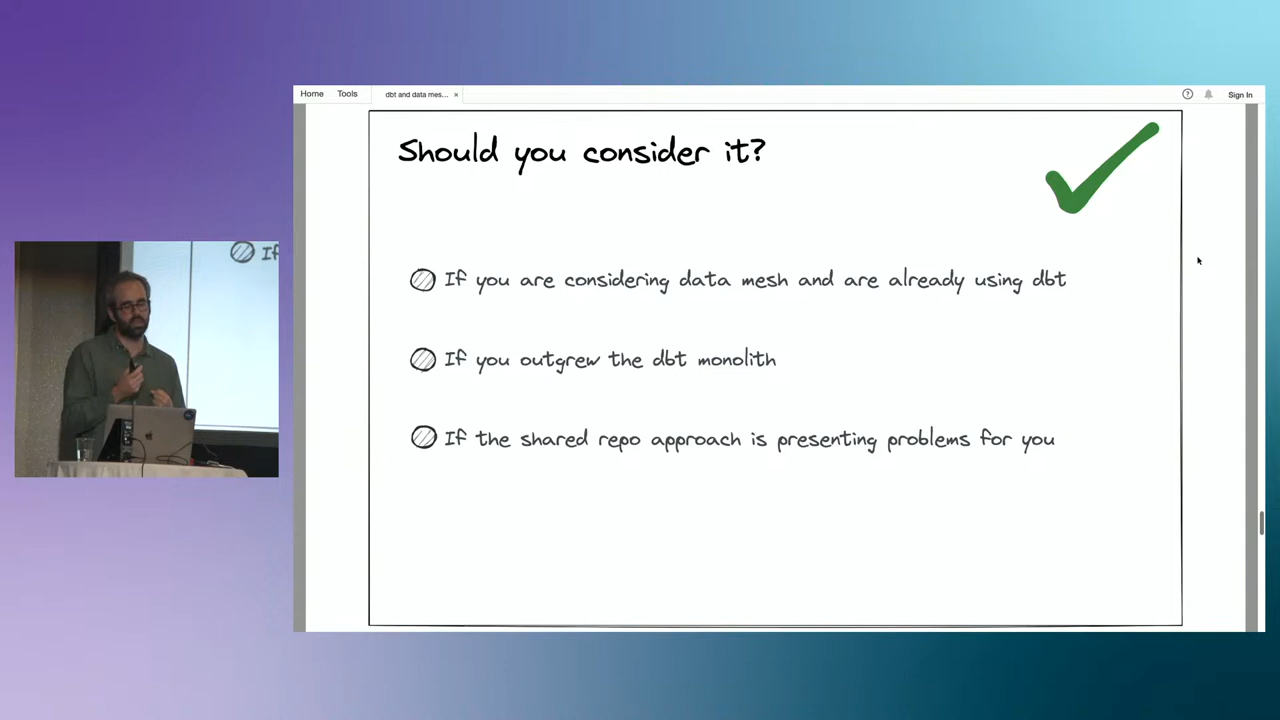 Home Tools dbt and data mes... × ? Sign In
Should you consider it?
If you are considering data mesh and are already using dbt
If you outgrew the dbt monolith
If the shared repo approach is presenting problems for you
If